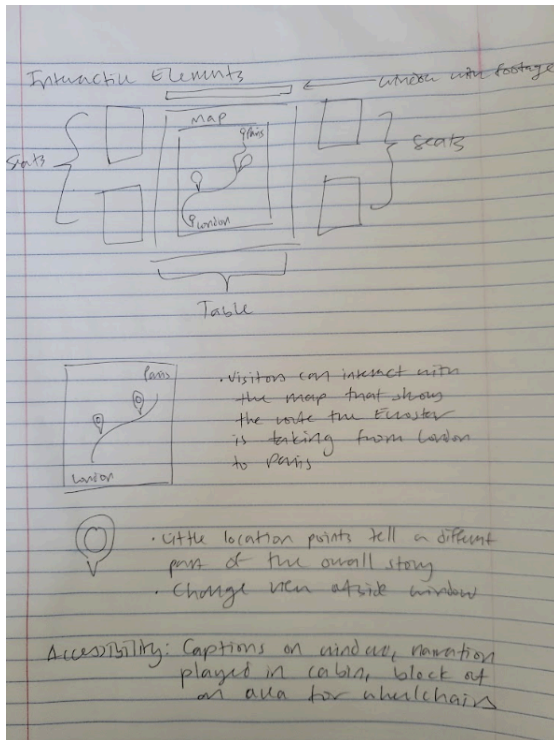 Interactive Elements
window with footage
Map
Paris
London
seats
seats
Table
Paris
London
• Visitors can interact with
the map that shows
the route the Eurostar
is taking from London
to Paris
• Little location points tell a different
part of the overall story
• Change view outside window
Accessibility: Captions on window, narration
played in cabin, block out
an area for wheelchairs